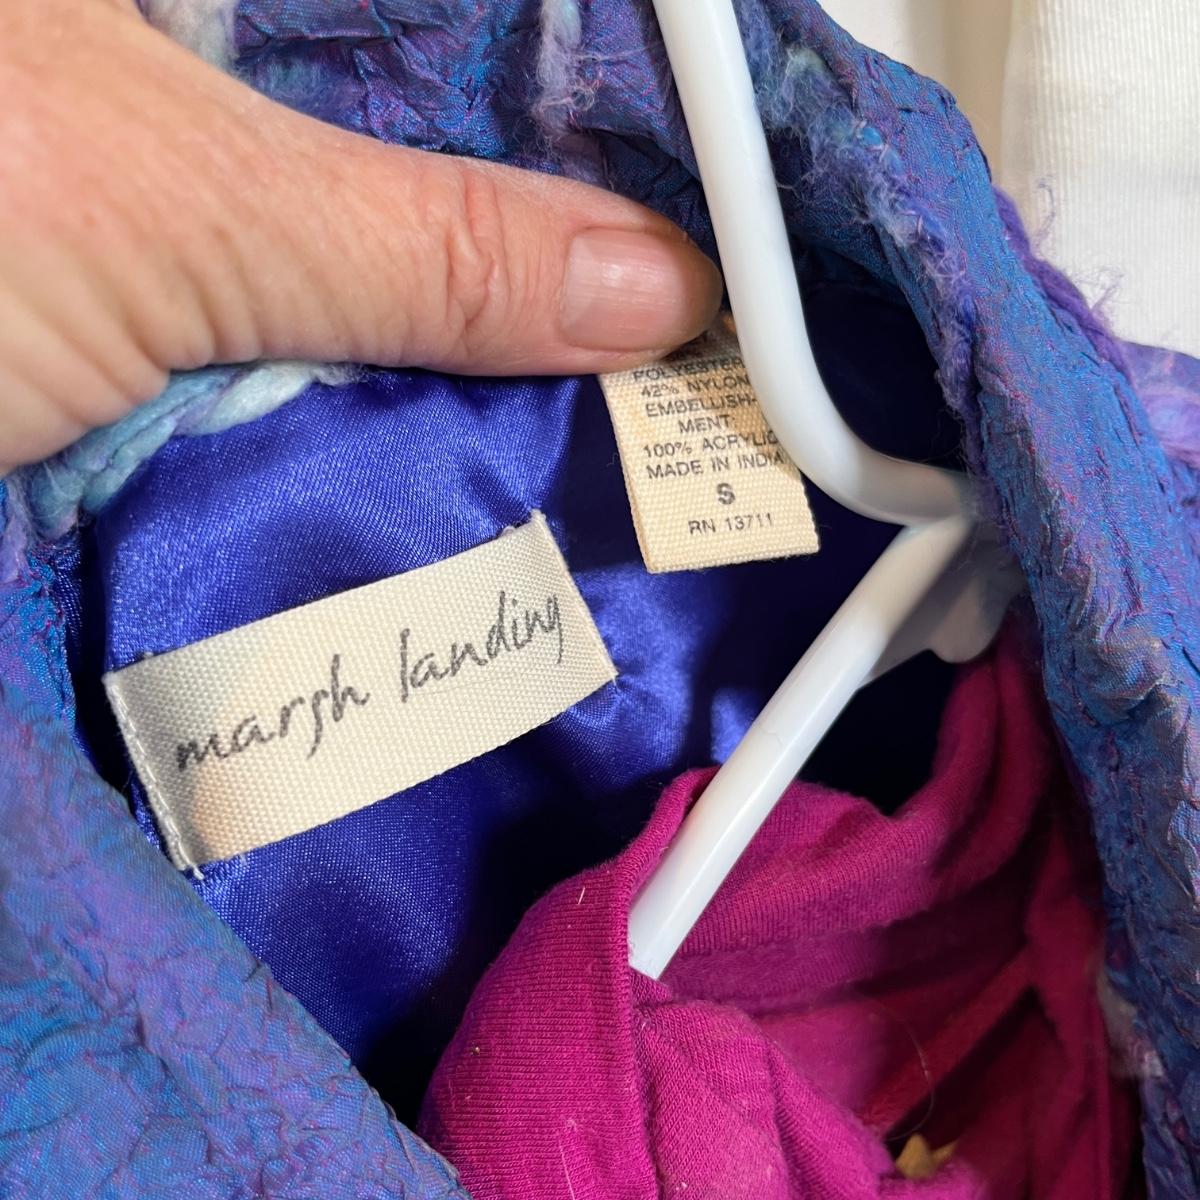 marsh landing
POLYESTER
42% NYLON
EMBELLISH-
MENT
100% ACRYLIC
MADE IN INDIA
S
RN 13711